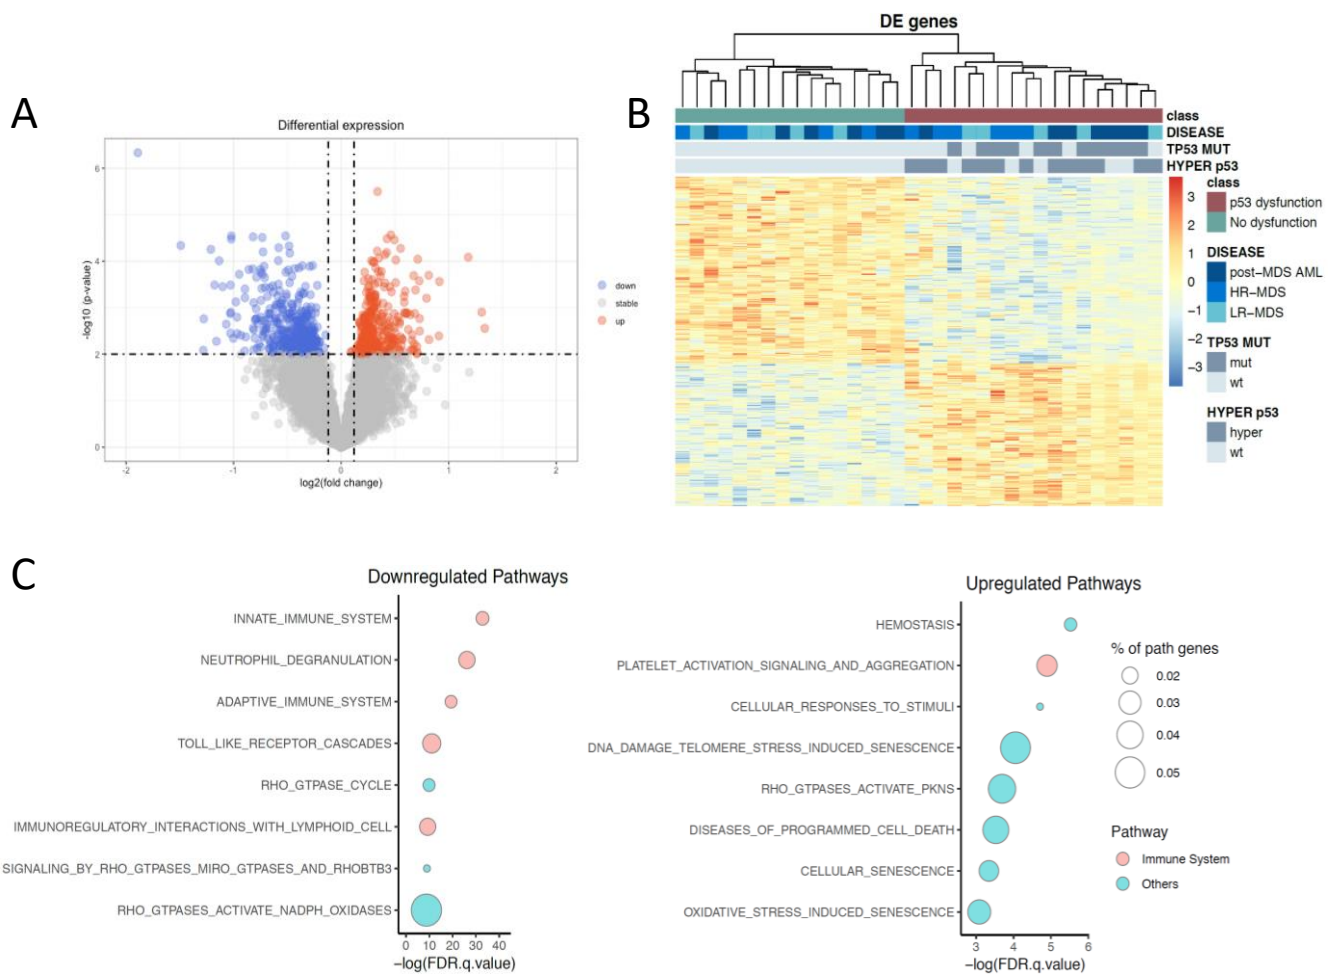 A
Differential expression
-log10 (p-value)
6
4
2
0
-2
-1
0
1
2
log2(fold change)
down
stable
up
B
DE genes
class
DISEASE
TP53 MUT
HYPER p53
3
2
1
0
−1
−2
−3
class
p53 dysfunction
No dysfunction
DISEASE
post−MDS AML
HR−MDS
LR−MDS
TP53 MUT
mut
wt
HYPER p53
hyper
wt
C
Downregulated Pathways
INNATE_IMMUNE_SYSTEM
NEUTROPHIL_DEGRANULATION
ADAPTIVE_IMMUNE_SYSTEM
TOLL_LIKE_RECEPTOR_CASCADES
RHO_GTPASE_CYCLE
IMMUNOREGULATORY_INTERACTIONS_WITH_LYMPHOID_CELL
SIGNALING_BY_RHO_GTPASES_MIRO_GTPASES_AND_RHOBTB3
RHO_GTPASES_ACTIVATE_NADPH_OXIDASES
0 10 20 30 40
−log(FDR.q.value)
Upregulated Pathways
HEMOSTASIS
PLATELET_ACTIVATION_SIGNALING_AND_AGGREGATION
CELLULAR_RESPONSES_TO_STIMULI
DNA_DAMAGE_TELOMERE_STRESS_INDUCED_SENESCENCE
RHO_GTPASES_ACTIVATE_PKNS
DISEASES_OF_PROGRAMMED_CELL_DEATH
CELLULAR_SENESCENCE
OXIDATIVE_STRESS_INDUCED_SENESCENCE
3 4 5 6
−log(FDR.q.value)
% of path genes
0.02
0.03
0.04
0.05
Pathway
Immune System
Others